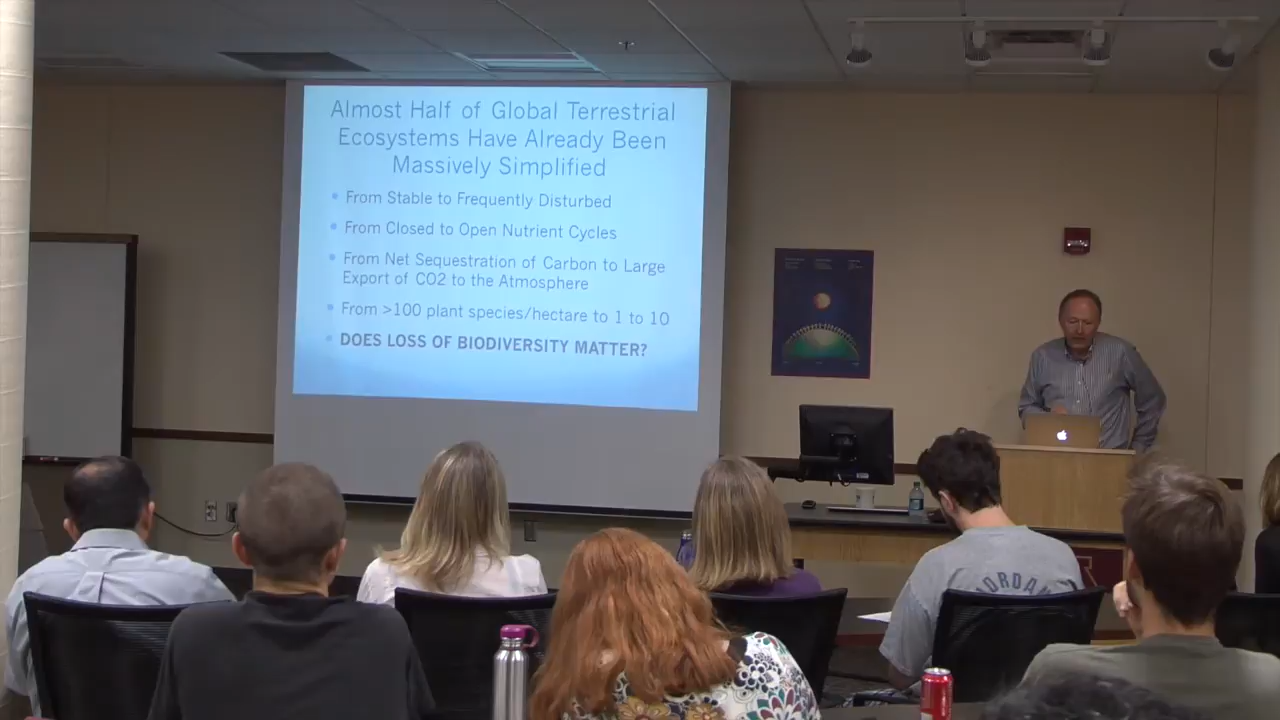 Almost Half of Global Terrestrial
Ecosystems Have Already Been
Massively Simplified
• From Stable to Frequently Disturbed
• From Closed to Open Nutrient Cycles
• From Net Sequestration of Carbon to Large
Export of CO2 to the Atmosphere
• From >100 plant species/hectare to 1 to 10
• DOES LOSS OF BIODIVERSITY MATTER?